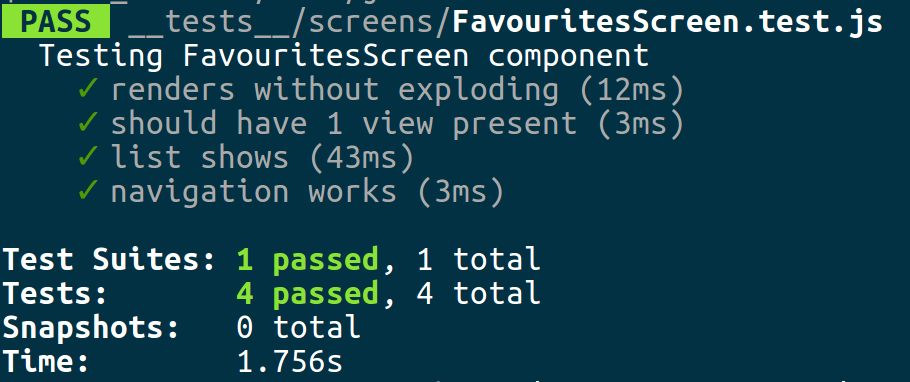 PASS __tests__/screens/FavouritesScreen.test.js
Testing FavouritesScreen component
✓ renders without exploding (12ms)
✓ should have 1 view present (3ms)
✓ list shows (43ms)
✓ navigation works (3ms)
Test Suites: 1 passed, 1 total
Tests: 4 passed, 4 total
Snapshots: 0 total
Time: 1.756s